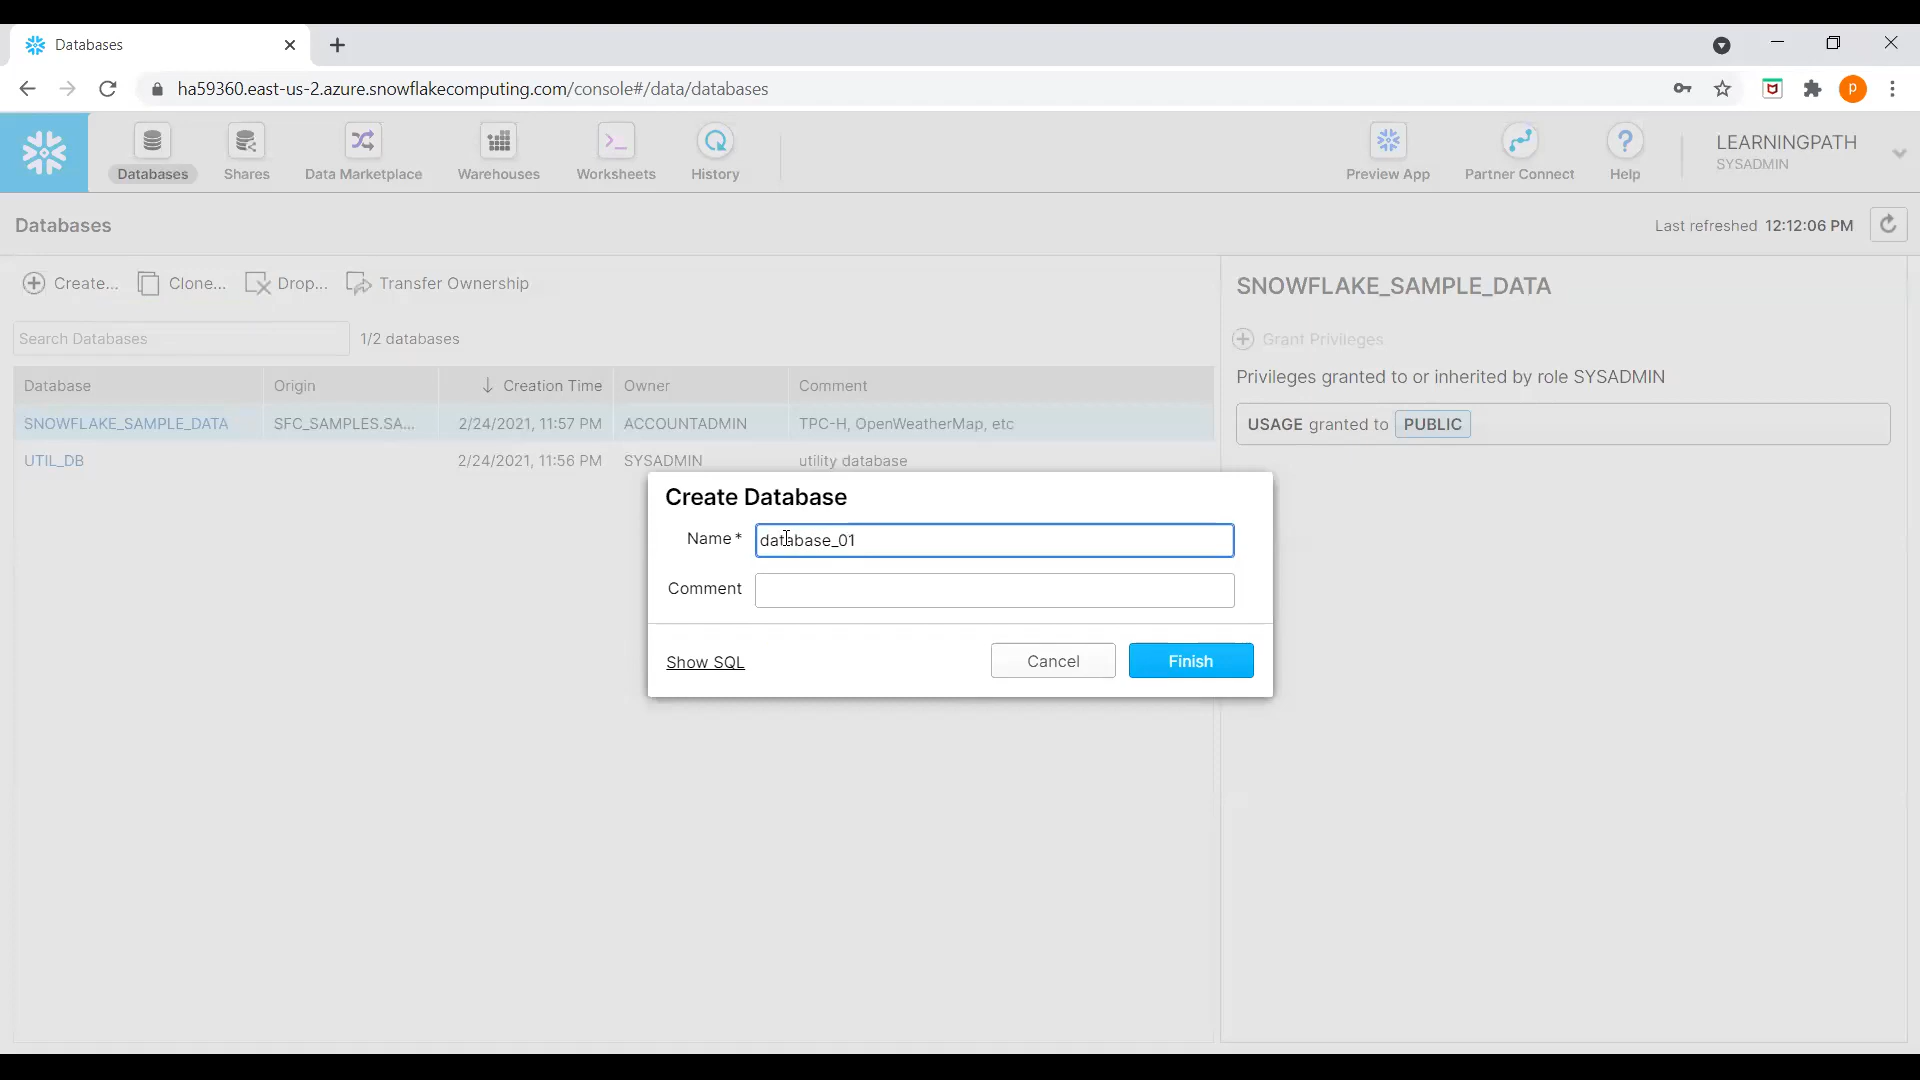 Databases
ha59360.east-us-2.azure.snowflakecomputing.com/console#/data/databases
P
Databases
Shares
Data Marketplace
Warehouses
Worksheets
History
Preview App
Partner Connect
Help
LEARNINGPATH
SYSADMIN
Databases
Last refreshed 12:12:06 PM
Create... Clone... Drop... Transfer Ownership
Search Databases 1/2 databases
Database Origin Creation Time Owner Comment
SNOWFLAKE_SAMPLE_DATA SFC_SAMPLES.SA... 2/24/2021, 11:57 PM ACCOUNTADMIN TPC-H, OpenWeatherMap, etc
UTIL_DB 2/24/2021, 11:56 PM SYSADMIN utility database
SNOWFLAKE_SAMPLE_DATA
Grant Privileges
Privileges granted to or inherited by role SYSADMIN
USAGE granted to PUBLIC
Create Database
Name * database_01
Comment
Show SQL Cancel Finish